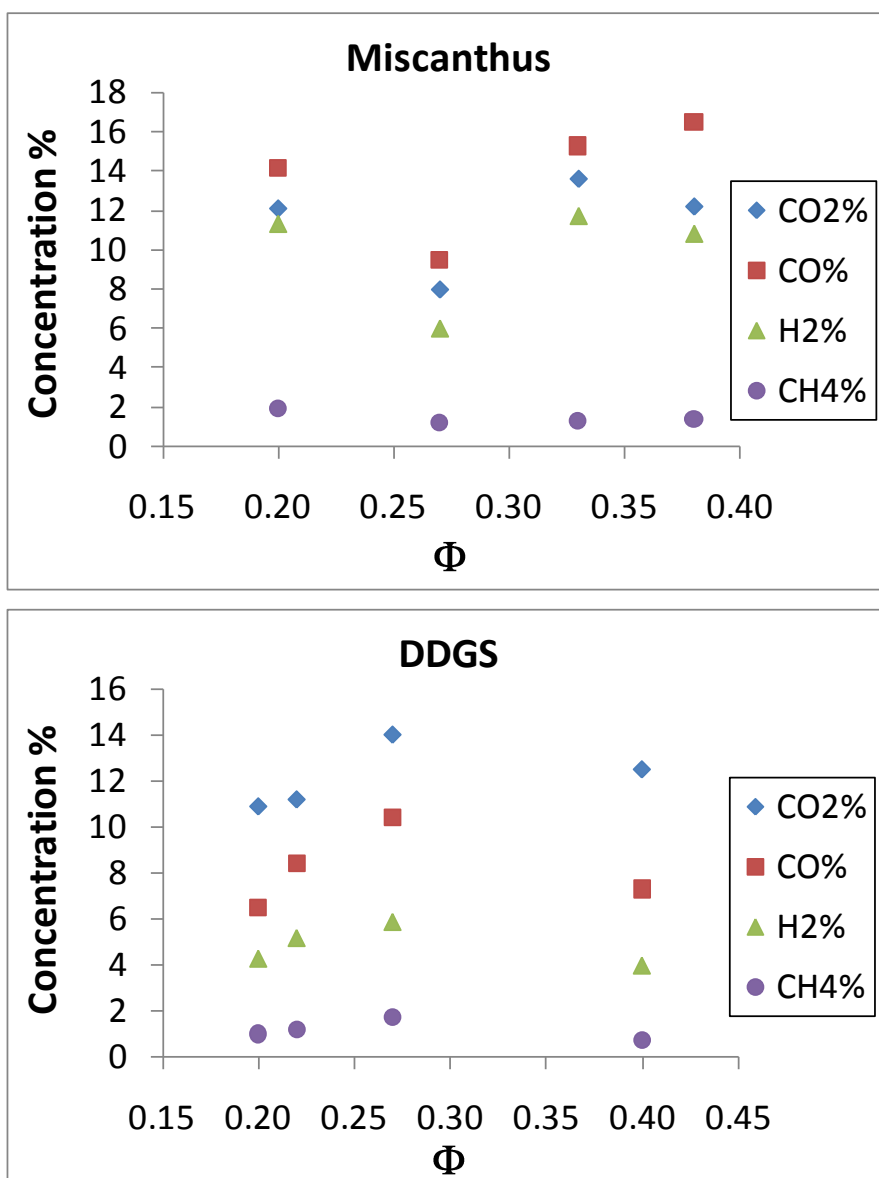 Miscanthus
Concentration %
18
16
14
12
10
8
6
4
2
0
0.15 0.20 0.25 0.30 0.35 0.40
Φ
CO2%
CO%
H2%
CH4%
DDGS
Concentration %
16
14
12
10
8
6
4
2
0
0.15 0.20 0.25 0.30 0.35 0.40 0.45
Φ
CO2%
CO%
H2%
CH4%